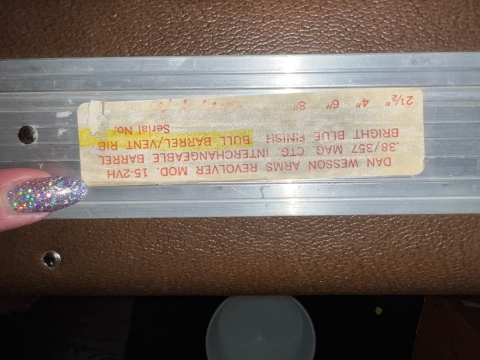 DAN WESSON ARMS REVOLVER MOD. 15-2VH
.38/357 MAG. CTG. INTERCHANGEABLE BARREL
BRIGHT BLUE FINISH BULL BARREL/VENT RIB
Serial No.
2½" 4" 6" 8"